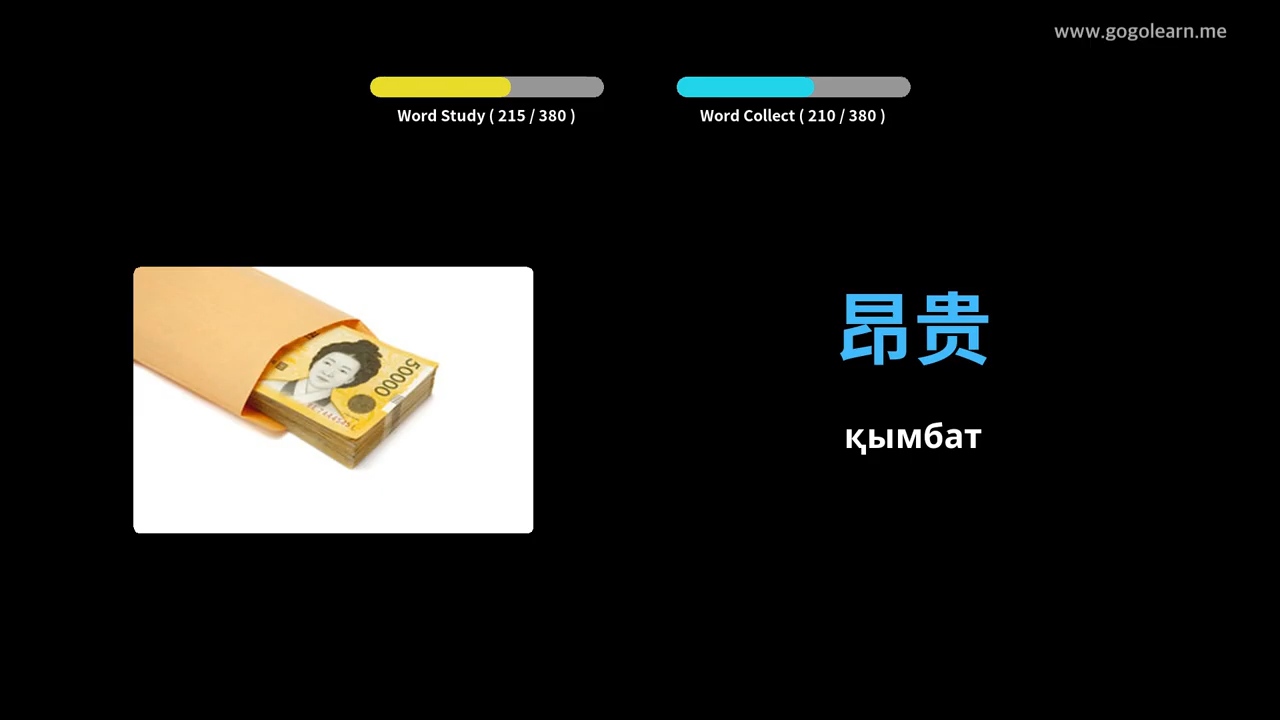 www.gogolearn.me
Word Study ( 215 / 380 )
Word Collect ( 210 / 380 )
50000
昂贵
қымбат